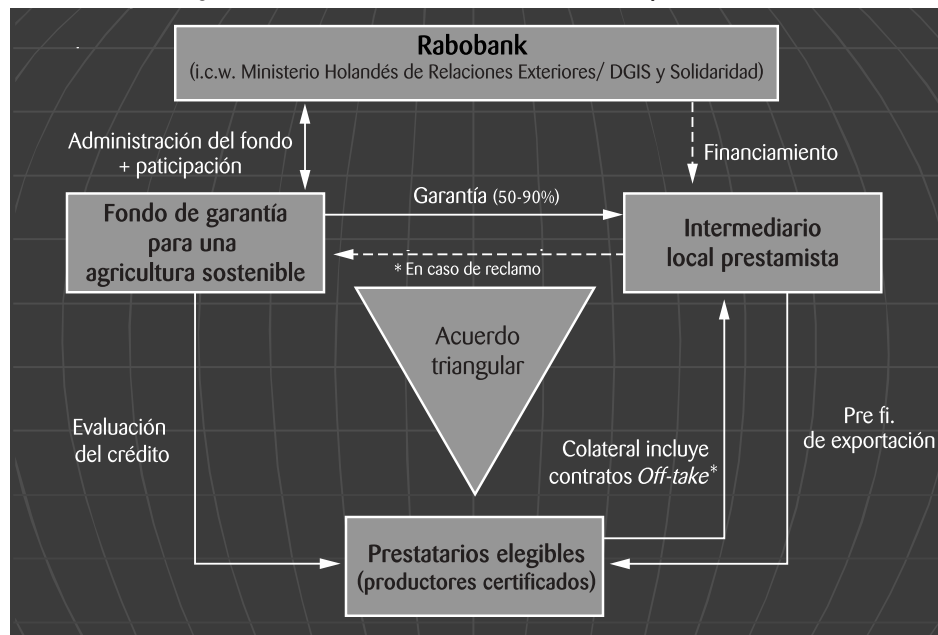 Rabobank
(i.c.w. Ministerio Holandés de Relaciones Exteriores/ DGIS y Solidaridad)
Administración del fondo
+ paticipación
Financiamiento
Fondo de garantía
para una
agricultura sostenible
Garantía (50-90%)
* En caso de reclamo
Intermediario
local prestamista
Acuerdo
triangular
Evaluación
del crédito
Colateral incluye
contratos Off-take*
Pre fi.
de exportación
Prestatarios elegibles
(productores certificados)